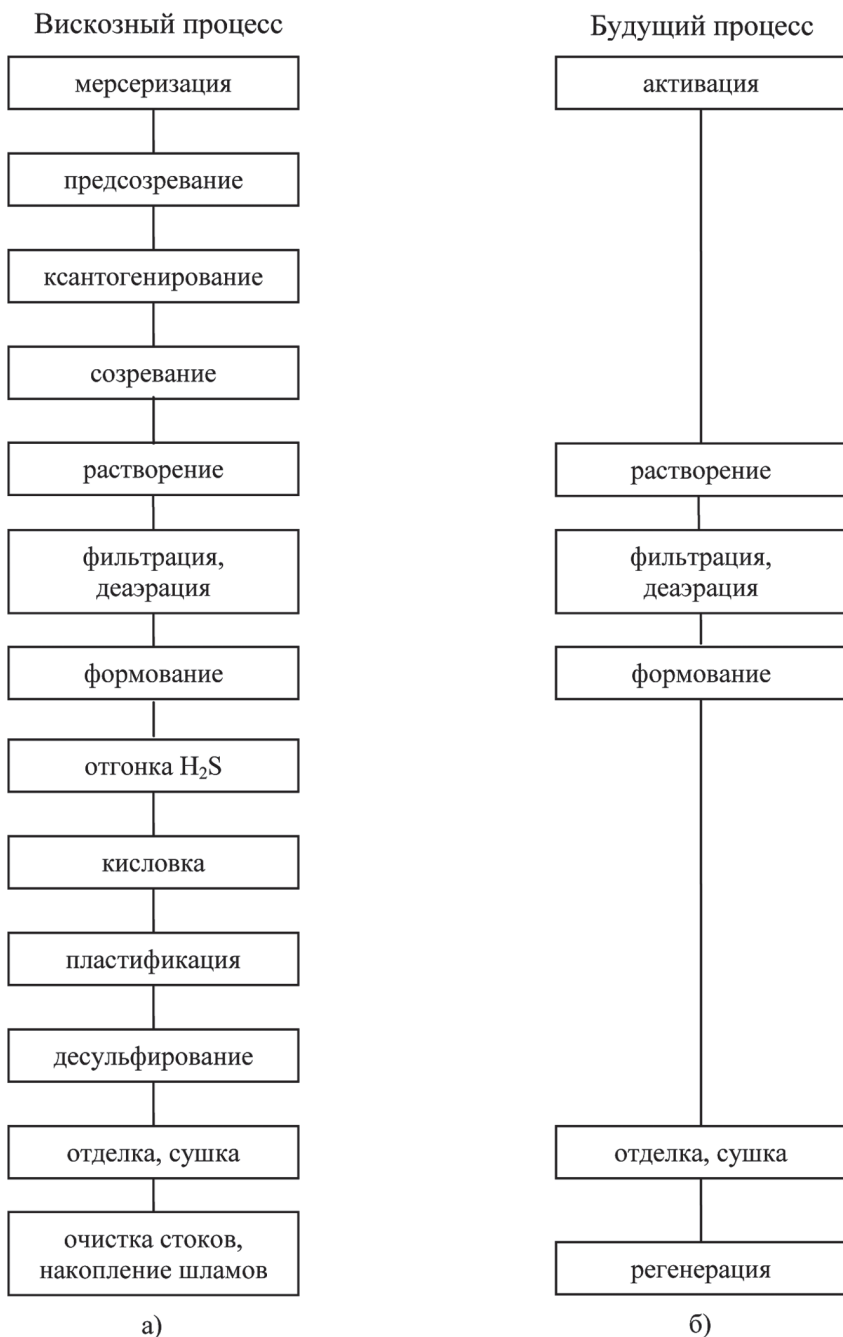 Вискозный процесс
мерсеризация
предсозревание
ксантогенирование
созревание
растворение
фильтрация,
деаэрация
формование
отгонка H₂S
кисловка
пластификация
десульфирование
отделка, сушка
очистка стоков,
накопление шламов
а)
Будущий процесс
активация
растворение
фильтрация,
деаэрация
формование
отделка, сушка
регенерация
б)